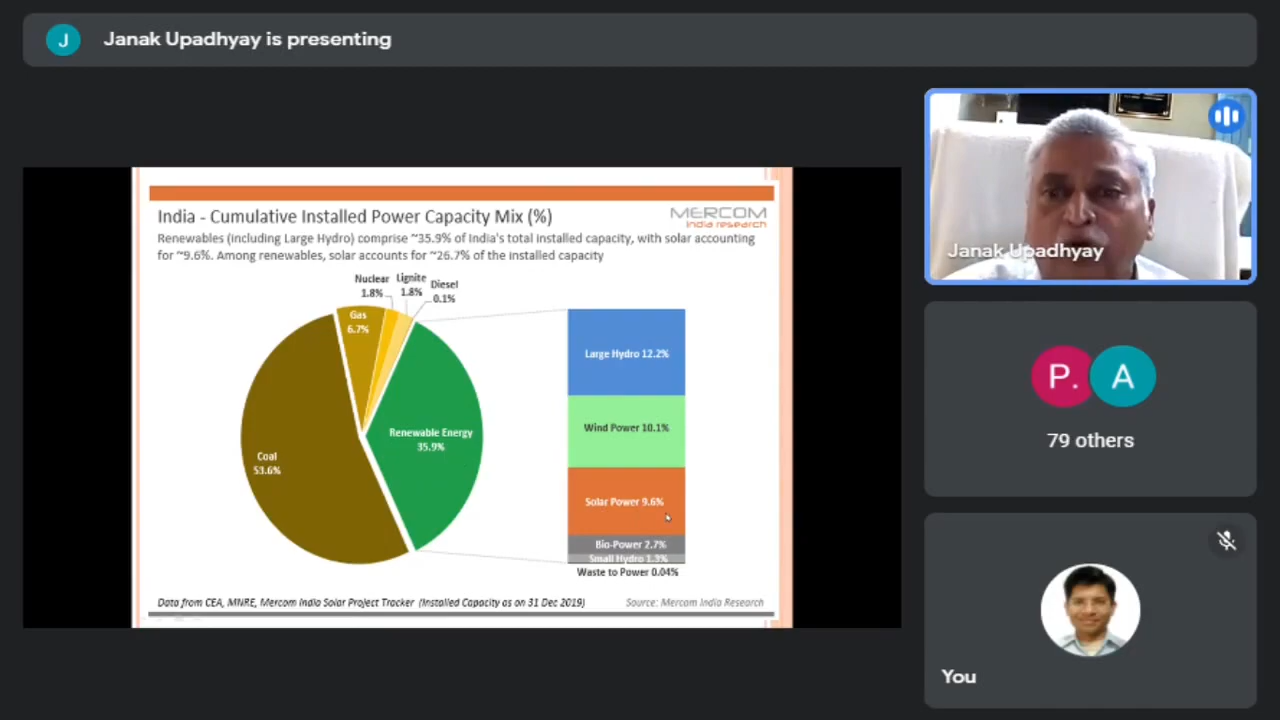 J
Janak Upadhyay is presenting
India - Cumulative Installed Power Capacity Mix (%)
MERCOM
india research
Renewables (including Large Hydro) comprise ~35.9% of India's total installed capacity, with solar accounting
for ~9.6%. Among renewables, solar accounts for ~26.7% of the installed capacity
Nuclear
1.8%
Lignite
1.8%
Diesel
0.1%
Gas
6.7%
Coal
53.6%
Renewable Energy
35.9%
Large Hydro 12.2%
Wind Power 10.1%
Solar Power 9.6%
Bio-Power 2.7%
Small Hydro 1.3%
Waste to Power 0.04%
Data from CEA, MNRE, Mercom India Solar Project Tracker (Installed Capacity as on 31 Dec 2019)
Source: Mercom India Research
Janak Upadhyay
P.
A
79 others
You